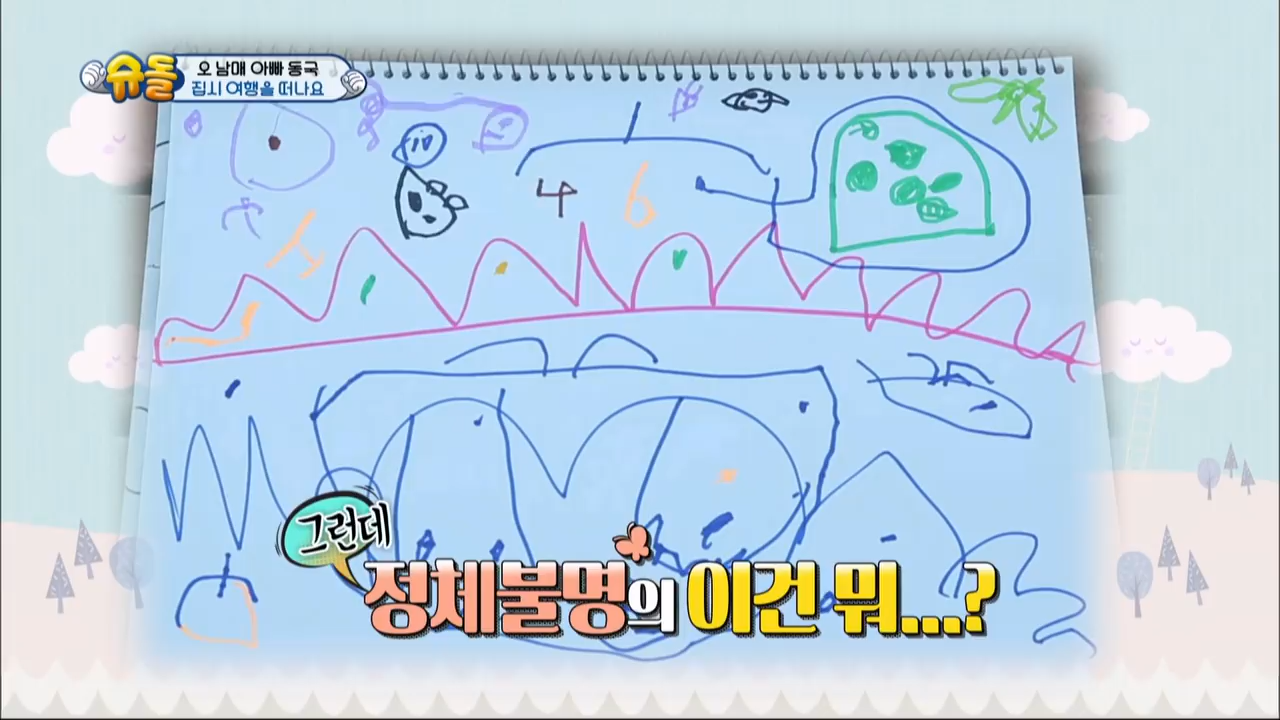 슈돌
오 남매 아빠 동국
집시 여행을 떠나요
4 6
그런데
정체불명의 이건 뭐...?